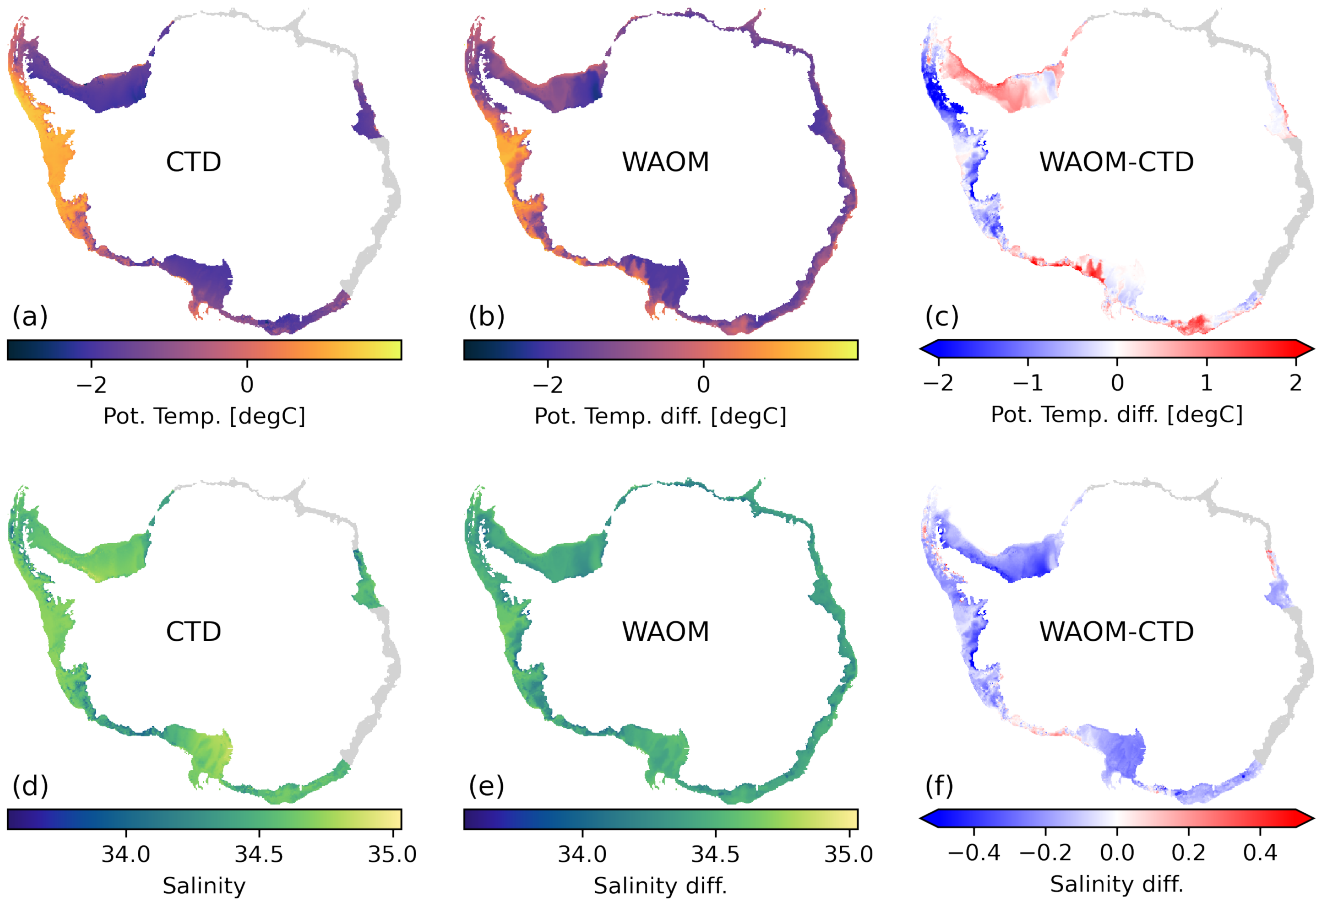 CTD
WAOM
WAOM-CTD
(a)
(b)
(c)
−2 0
−2 0
−2 −1 0 1 2
Pot. Temp. [degC]
Pot. Temp. diff. [degC]
Pot. Temp. diff. [degC]
CTD
WAOM
WAOM-CTD
(d)
(e)
(f)
34.0 34.5 35.0
34.0 34.5 35.0
−0.4 −0.2 0.0 0.2 0.4
Salinity
Salinity diff.
Salinity diff.